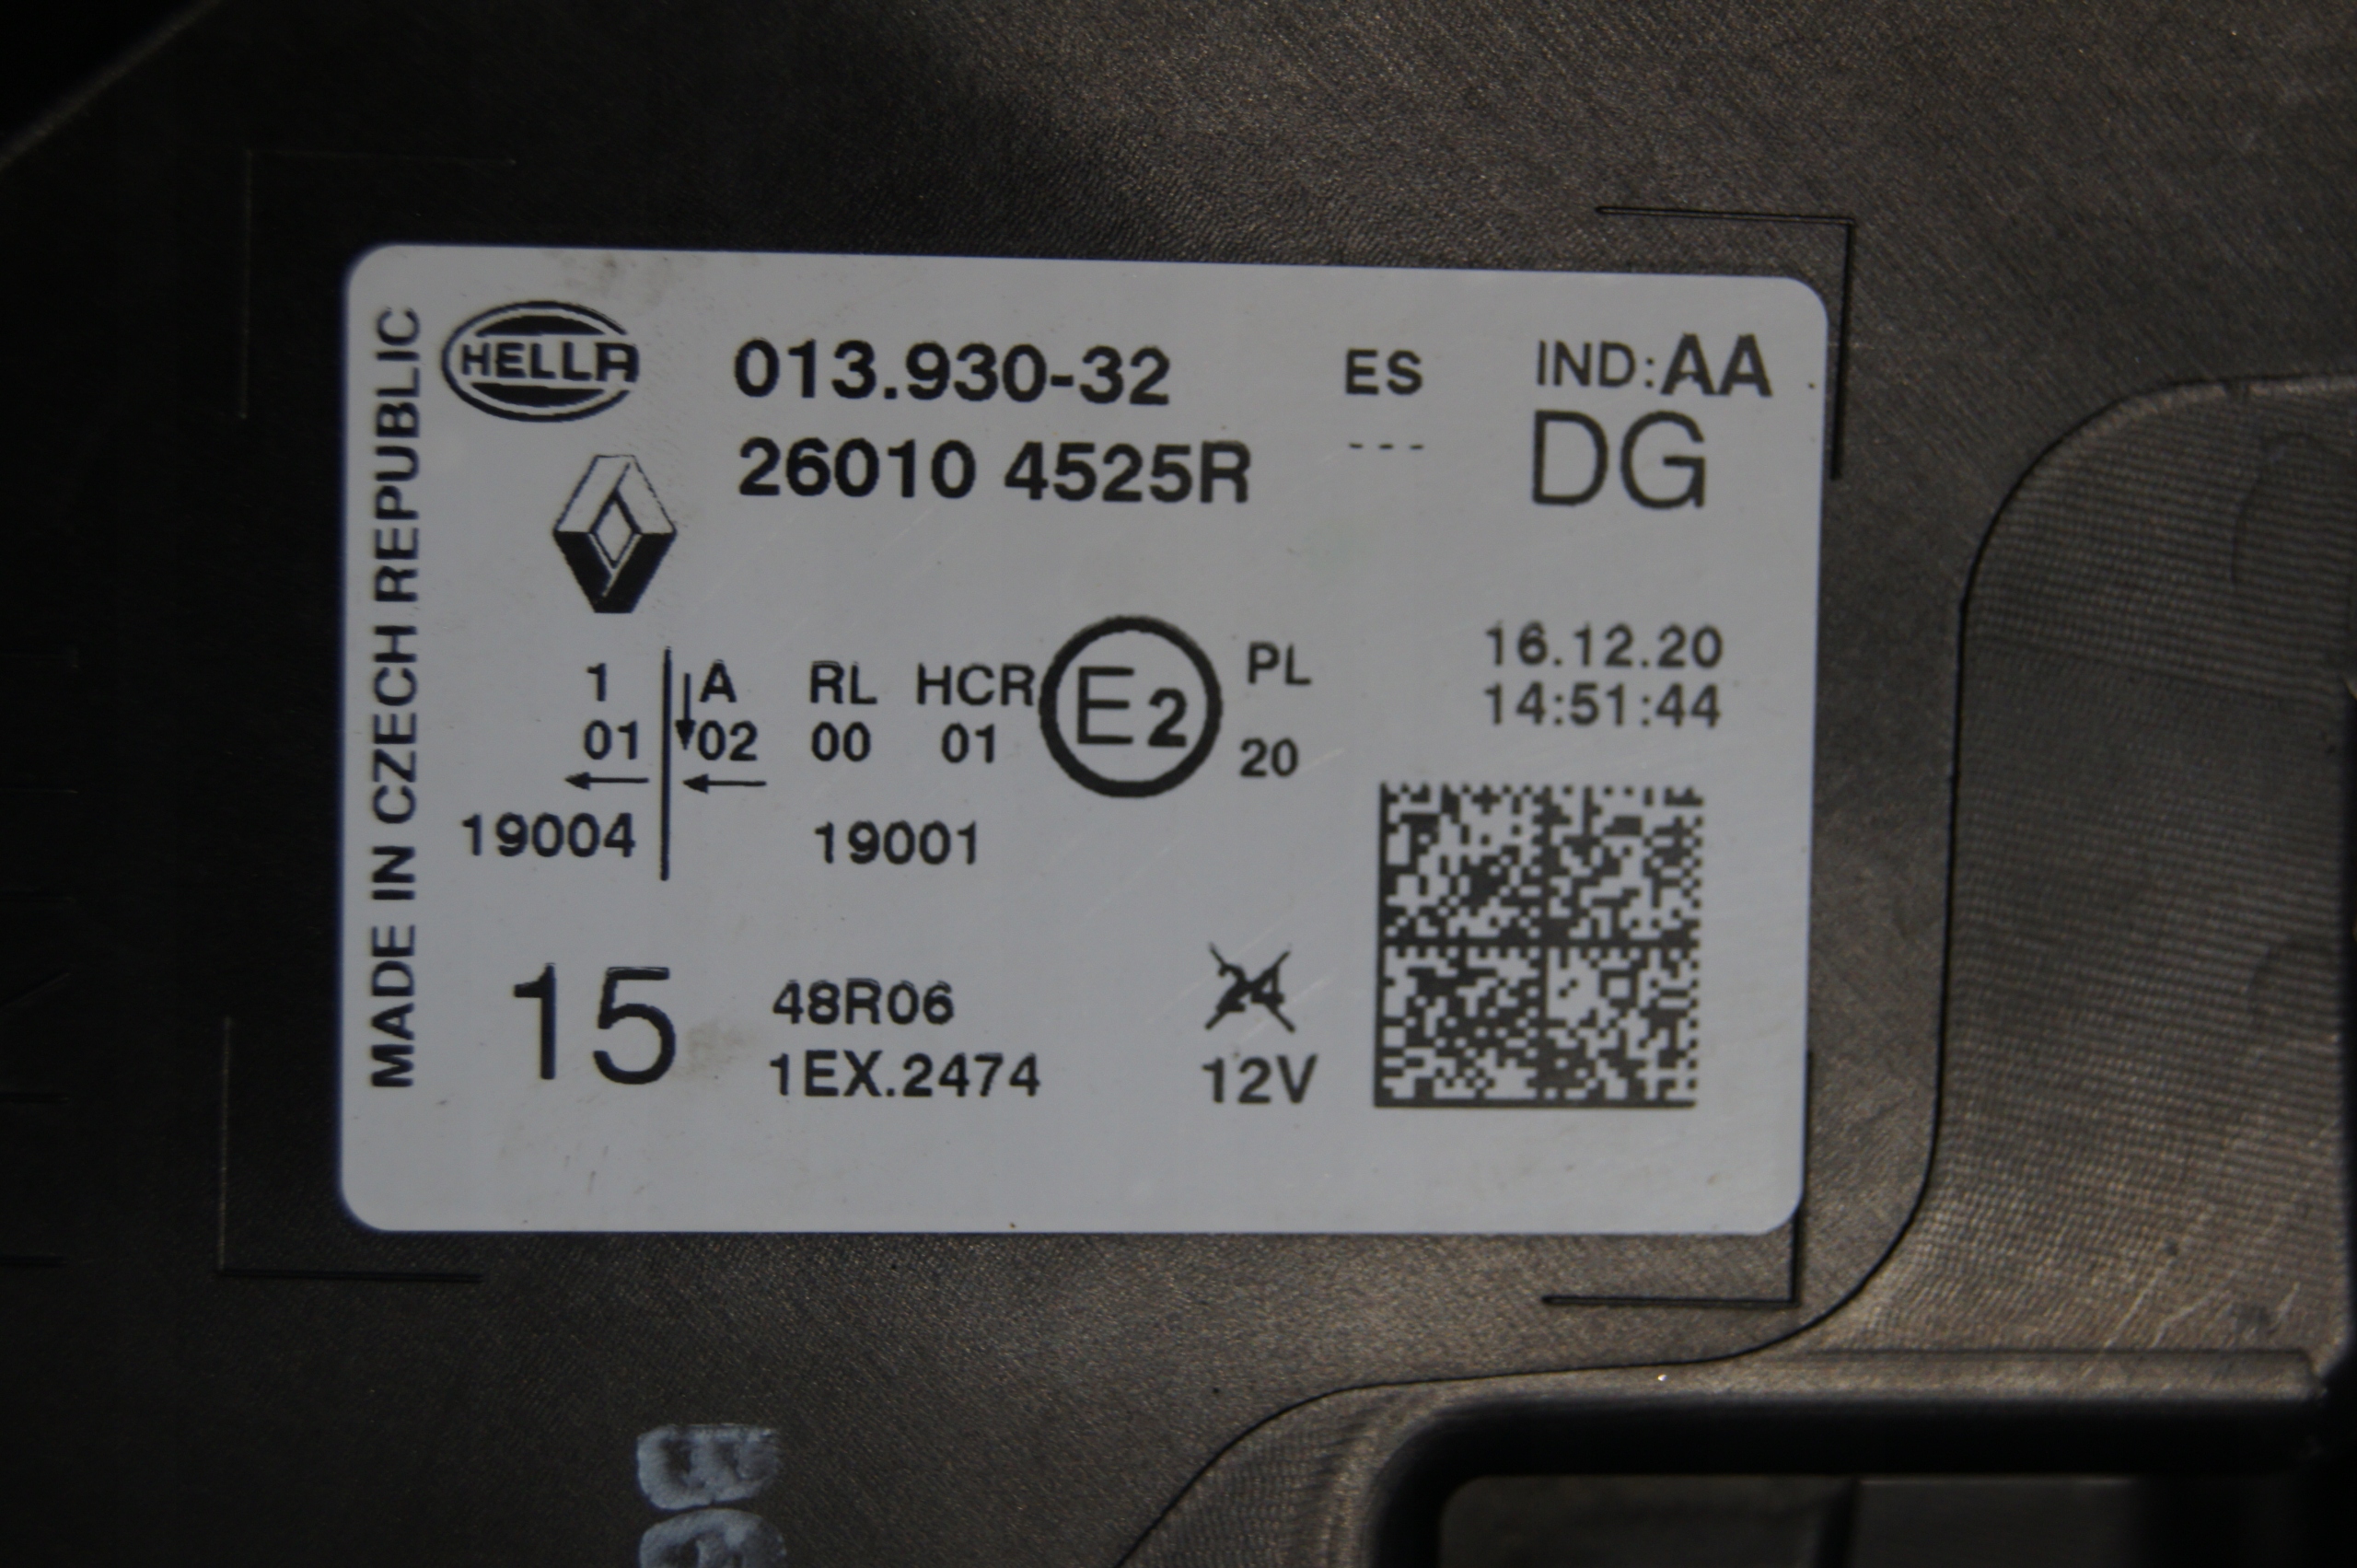 MADE IN CZECH REPUBLIC
HELLA
013.930-32 ES IND:AA
26010 4525R --- DG
1 A RL HCR E2 PL 16.12.20
01 02 00 01 20 14:51:44
19004 19001
15 48R06 24
1EX.2474 12V